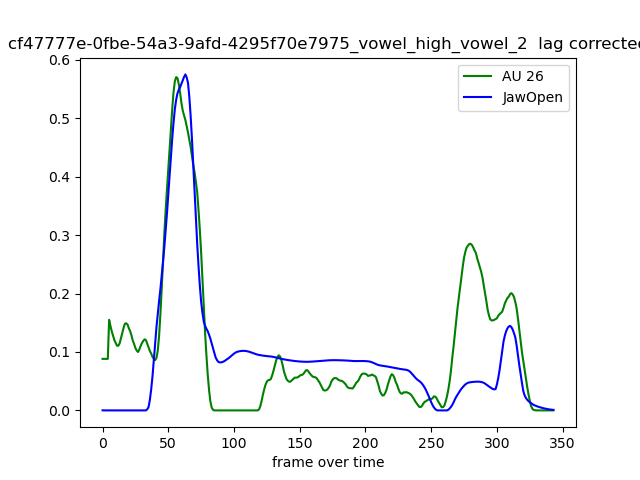 cf47777e-0fbe-54a3-9afd-4295f70e7975_vowel_high_vowel_2 lag corrected
0.6
0.5
0.4
0.3
0.2
0.1
0.0
AU 26
JawOpen
0 50 100 150 200 250 300 350
frame over time